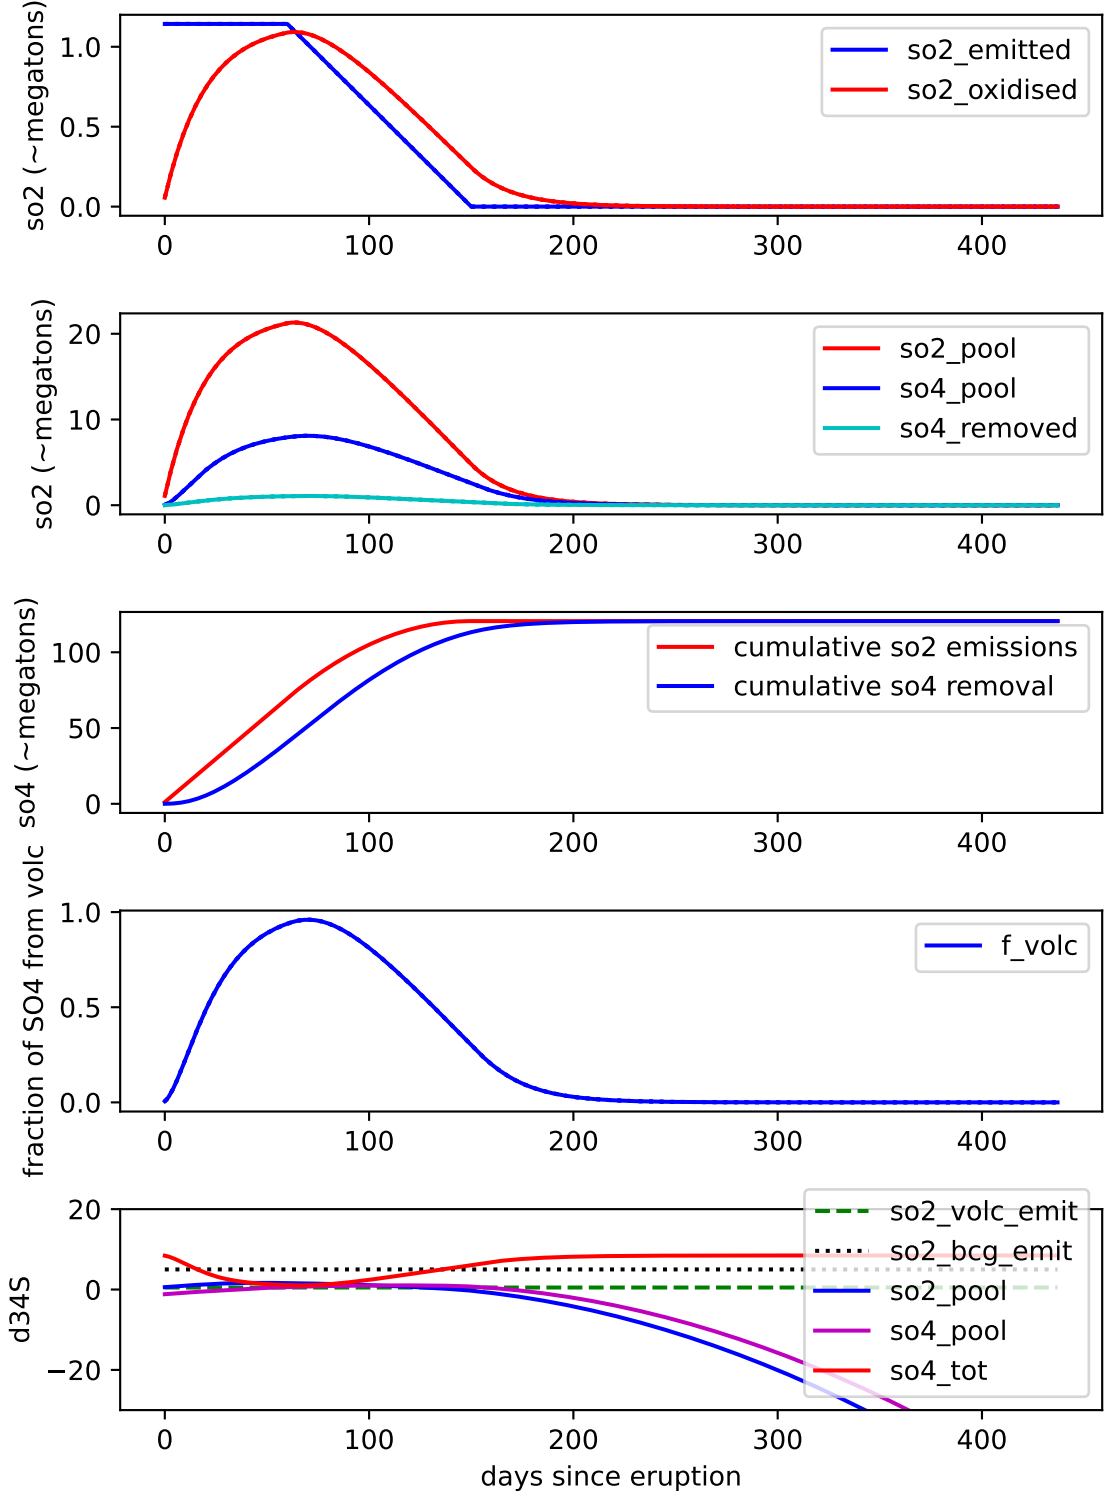 so2 (~megatons)
1.0
0.5
0.0
so2_emitted
so2_oxidised
0 100 200 300 400
so2 (~megatons)
20
10
0
so2_pool
so4_pool
so4_removed
0 100 200 300 400
so4 (~megatons)
100
50
0
cumulative so2 emissions
cumulative so4 removal
0 100 200 300 400
fraction of SO4 from volc
1.0
0.5
0.0
f_volc
0 100 200 300 400
d34S
20
0
−20
so2_volc_emit
so2_bcg_emit
so2_pool
so4_pool
so4_tot
0 100 200 300 400
days since eruption